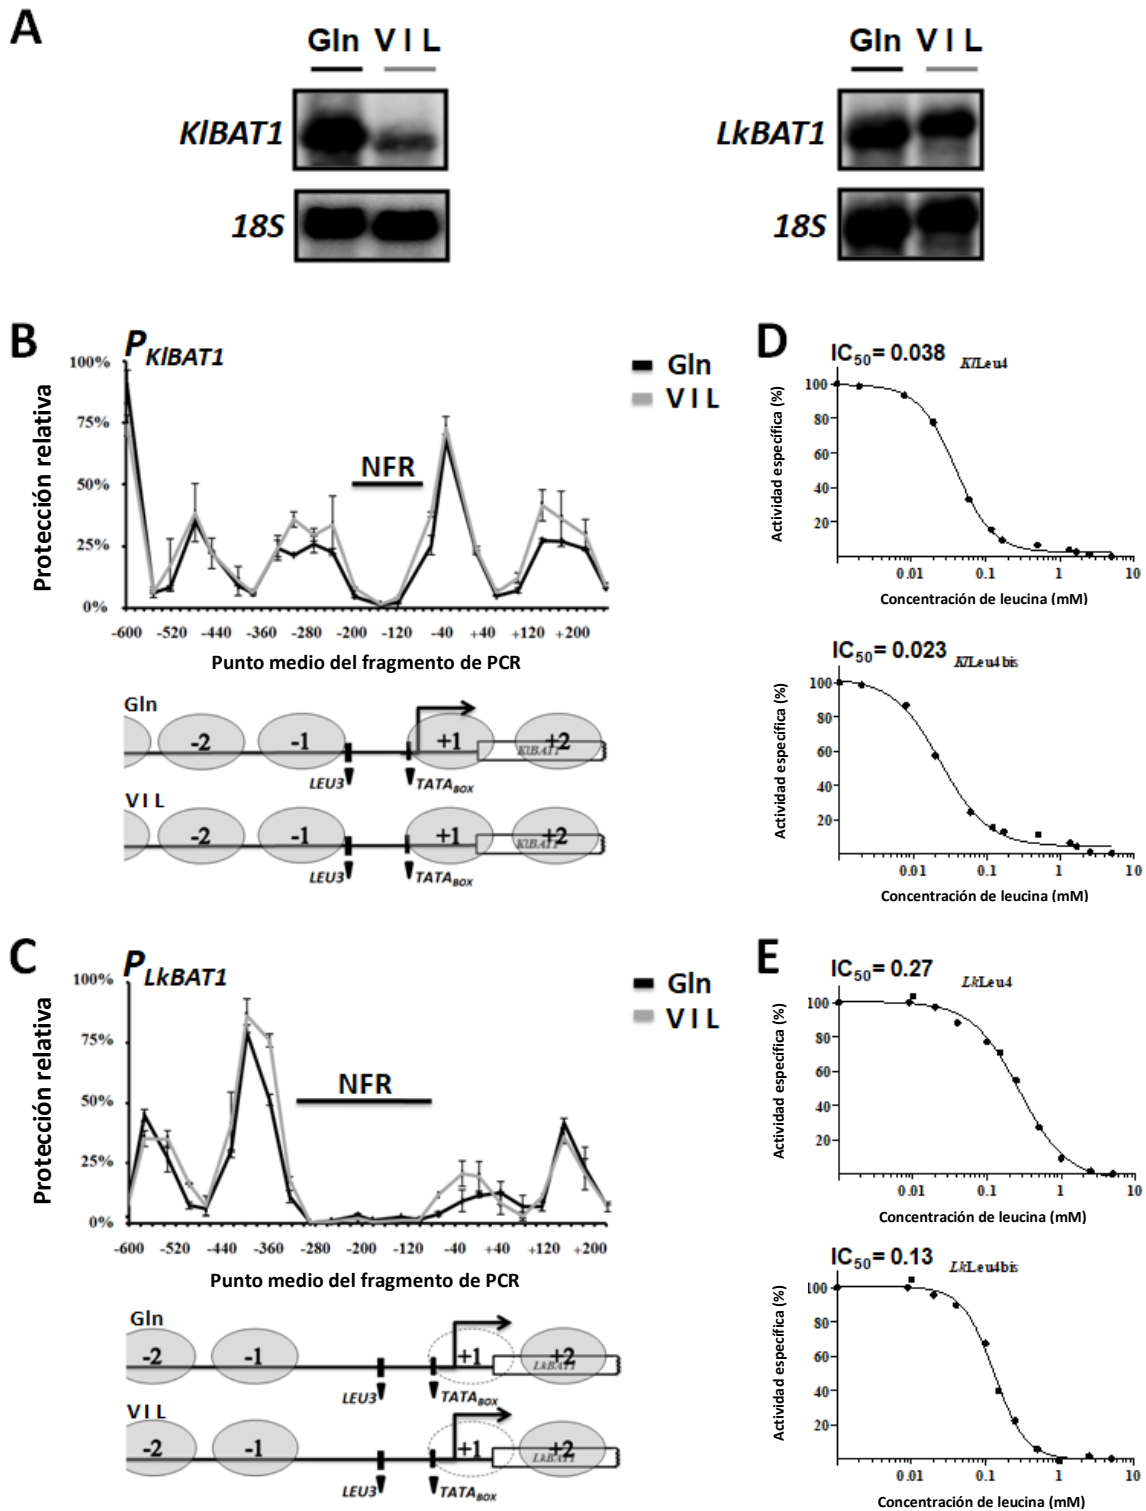 A
Gln V I L
KlBAT1
18S
Gln V I L
LkBAT1
18S
B
PKlBAT1
Gln
V I L
Protección relativa
100%
75%
50%
25%
0%
NFR
-600 -520 -440 -360 -280 -200 -120 -40 +40 +120 +200
Punto medio del fragmento de PCR
Gln
-2 -1 +1 +2
KlBAT1
LEU3 TATABOX
V I L
-2 -1 +1 +2
KlBAT1
LEU3 TATABOX
C
PLkBAT1
Gln
V I L
Protección relativa
100%
75%
50%
25%
0%
NFR
-600 -520 -440 -360 -280 -200 -120 -40 +40 +120 +200
Punto medio del fragmento de PCR
Gln
-2 -1 +1 +2
LkBAT1
LEU3 TATABOX
V I L
-2 -1 +1 +2
LkBAT1
LEU3 TATABOX
D
IC50= 0.038 KlLeu4
Actividad específica (%)
100
80
60
40
20
0.01 0.1 1 10
Concentración de leucina (mM)
IC50= 0.023 KlLeu4bis
Actividad específica (%)
100
80
60
40
20
0.01 0.1 1 10
Concentración de leucina (mM)
E
IC50= 0.27 LkLeu4
Actividad específica (%)
100
80
60
40
20
0.01 0.1 1 10
Concentración de leucina (mM)
IC50= 0.13 LkLeu4bis
Actividad específica (%)
100
80
60
40
20
0.01 0.1 1 10
Concentración de leucina (mM)